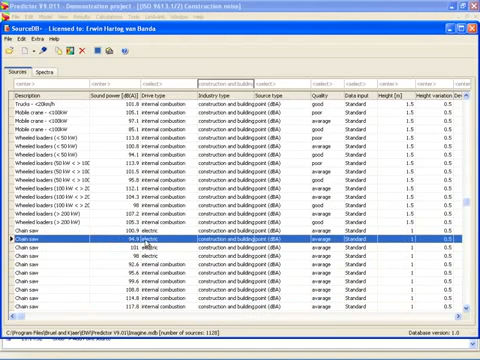 Predictor V9.011 - Demonstration project - [(ISO 9613.1/2) Construction noise]
File Edit View Results Calculations Tools LimaLink Window Help
SourceDB+ - Licensed to: Erwin Hartog van Banda
File Edit Extra Help
Sources Spectra
<enter> <enter> <select> construction and building <select> <select> <select> <enter> <enter> <enter>
Description Sound power [dB(A)] Drive type Industry type Source type Quality Data input Height [m] Height variation Des
Trucks - <20km/h 101.8 internal combustion construction and building point (dBA) good Standard 1.5 0.5
Mobile crane - <100kW 105.1 internal combustion construction and building point (dBA) poor Standard 1.5 0.5
Mobile crane - <100kW 97.1 internal combustion construction and building point (dBA) average Standard 1.5 0.5
Mobile crane - <100kW 85.1 internal combustion construction and building point (dBA) good Standard 1.5 0.5
Wheeled loaders (< 50 kW) 113.9 internal combustion construction and building point (dBA) poor Standard 1.5 0.5
Wheeled loaders (< 50 kW) 100.8 internal combustion construction and building point (dBA) average Standard 1.5 0.5
Wheeled loaders (< 50 kW) 94.1 internal combustion construction and building point (dBA) good Standard 1.5 0.5
Wheeled loaders (50 kW < > 100 113.9 internal combustion construction and building point (dBA) poor Standard 1.5 0.5
Wheeled loaders (50 kW < > 100 101.5 internal combustion construction and building point (dBA) average Standard 1.5 0.5
Wheeled loaders (50 kW < > 100 95.8 internal combustion construction and building point (dBA) good Standard 1.5 0.5
Wheeled loaders (100 kW < > 20 112.2 internal combustion construction and building point (dBA) poor Standard 1.5 0.5
Wheeled loaders (100 kW < > 20 104.3 internal combustion construction and building point (dBA) average Standard 1.5 0.5
Wheeled loaders (100 kW < > 20 98 internal combustion construction and building point (dBA) good Standard 1.5 0.5
Wheeled loaders (> 200 kW) 107.2 internal combustion construction and building point (dBA) average Standard 1.5 0.5
Wheeled loaders (> 200 kW) 105.3 internal combustion construction and building point (dBA) good Standard 1.5 0.5
Chain saw 100.9 electric construction and building point (dBA) average Standard 1 0.5
Chain saw 94.9 electric construction and building point (dBA) average Standard 1 0.5
Chain saw 101 electric construction and building point (dBA) average Standard 1 0.5
Chain saw 98 electric construction and building point (dBA) average Standard 1 0.5
Chain saw 92.6 internal combustion construction and building point (dBA) average Standard 1 0.5
Chain saw 95.6 internal combustion construction and building point (dBA) average Standard 1 0.5
Chain saw 99.6 internal combustion construction and building point (dBA) average Standard 1 0.5
Chain saw 108.8 internal combustion construction and building point (dBA) average Standard 1 0.5
Chain saw 114.8 internal combustion construction and building point (dBA) average Standard 1 0.5
Chain saw 117.8 internal combustion construction and building point (dBA) average Standard 1 0.5
C:\Program Files\Bruel and Kjaer\ENV\Predictor V9.01\Imagine.mdb [number of sources: 1128] Database version: 1.0